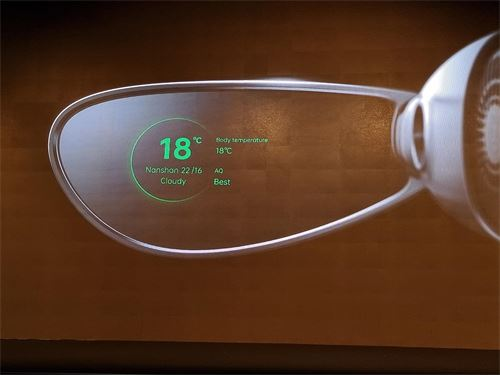 18°C
Nanshan 22/16
Cloudy
Body temperature
18°C
AQ
Best